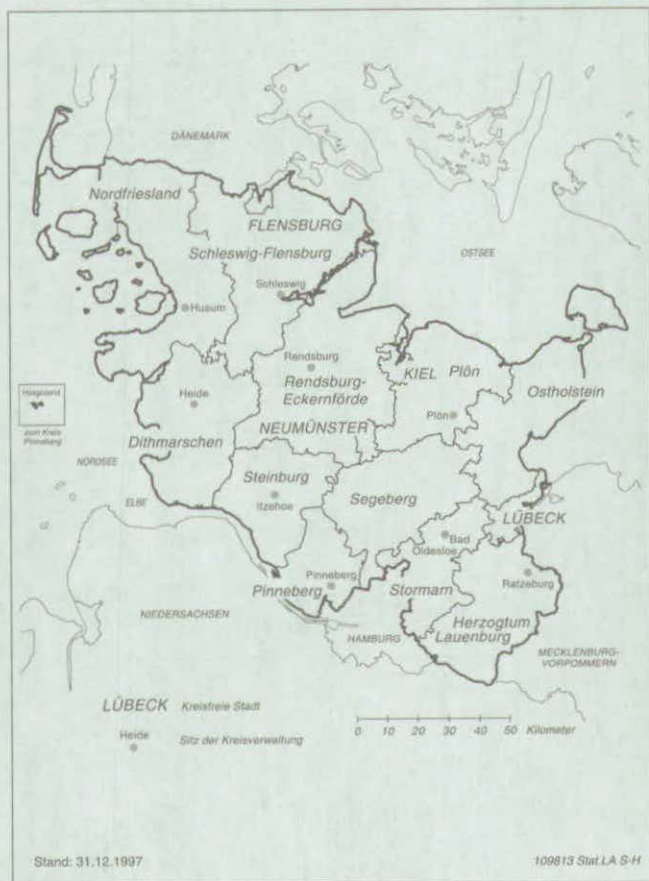 DÄNEMARK
Nordfriesland
FLENSBURG
Schleswig-Flensburg
OSTSEE
Schleswig
Husum
Rendsburg
KIEL
Plön
Rendsburg-
Eckernförde
Ostholstein
Helgoland
zum Kreis
Pinneberg
Heide
Plön
Dithmarschen
NEUMÜNSTER
NORDSEE
Steinburg
ELBE
Itzehoe
Segeberg
LÜBECK
Bad
Oldesloe
Pinneberg
Ratzeburg
Pinneberg
Stormarn
NIEDERSACHSEN
Herzogtum
Lauenburg
HAMBURG
MECKLENBURG-
VORPOMMERN
LÜBECK Kreisfreie Stadt
Heide Sitz der Kreisverwaltung
0 10 20 30 40 50 Kilometer
Stand: 31.12.1997
109813 Stat.LA S-H